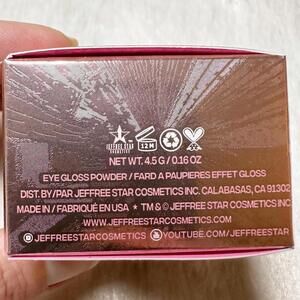 JEFFREE STAR
COSMETICS
12M
NET WT. 4.5 G / 0.16 OZ
EYE GLOSS POWDER / FARD A PAUPIERES EFFET GLOSS
DIST. BY/PAR JEFFREE STAR COSMETICS INC. CALABASAS, CA 91302
MADE IN / FABRIQUÉ EN USA ★ TM & © JEFFREE STAR COSMETICS INC
WWW.JEFFREESTARCOSMETICS.COM
JEFFREESTARCOSMETICS YOUTUBE.COM/JEFFREESTAR